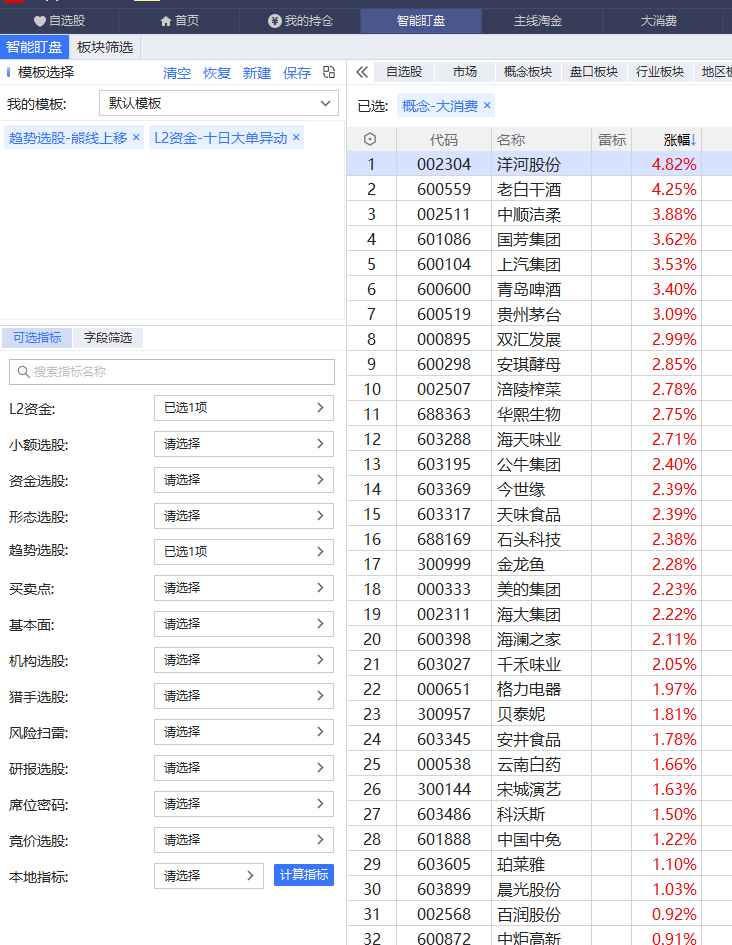 自选股 首页 我的持仓 智能盯盘 主线淘金 大消费
智能盯盘 板块筛选
模板选择 清空 恢复 新建 保存
我的模板: 默认模板
趋势选股-熊线上移 × L2资金-十日大单异动 ×
可选指标 字段筛选
搜索指标名称
L2资金: 已选1项
小额选股: 请选择
资金选股: 请选择
形态选股: 请选择
趋势选股: 已选1项
买卖点: 请选择
基本面: 请选择
机构选股: 请选择
猎手选股: 请选择
风险扫雷: 请选择
研报选股: 请选择
席位密码: 请选择
竞价选股: 请选择
本地指标: 请选择 计算指标
自选股 市场 概念板块 盘口板块 行业板块 地区
已选: 概念-大消费 ×
代码 名称 雷标 涨幅↓
1 002304 洋河股份 4.82%
2 600559 老白干酒 4.25%
3 002511 中顺洁柔 3.88%
4 601086 国芳集团 3.62%
5 600104 上汽集团 3.53%
6 600600 青岛啤酒 3.40%
7 600519 贵州茅台 3.09%
8 000895 双汇发展 2.99%
9 600298 安琪酵母 2.85%
10 002507 涪陵榨菜 2.78%
11 688363 华熙生物 2.75%
12 603288 海天味业 2.71%
13 603195 公牛集团 2.40%
14 603369 今世缘 2.39%
15 603317 天味食品 2.39%
16 688169 石头科技 2.38%
17 300999 金龙鱼 2.28%
18 000333 美的集团 2.23%
19 002311 海大集团 2.22%
20 600398 海澜之家 2.11%
21 603027 千禾味业 2.05%
22 000651 格力电器 1.97%
23 300957 贝泰妮 1.81%
24 603345 安井食品 1.78%
25 000538 云南白药 1.66%
26 300144 宋城演艺 1.63%
27 603486 科沃斯 1.50%
28 601888 中国中免 1.22%
29 603605 珀莱雅 1.10%
30 603899 晨光股份 1.03%
31 002568 百润股份 0.92%
32 600872 中炬高新 0.91%